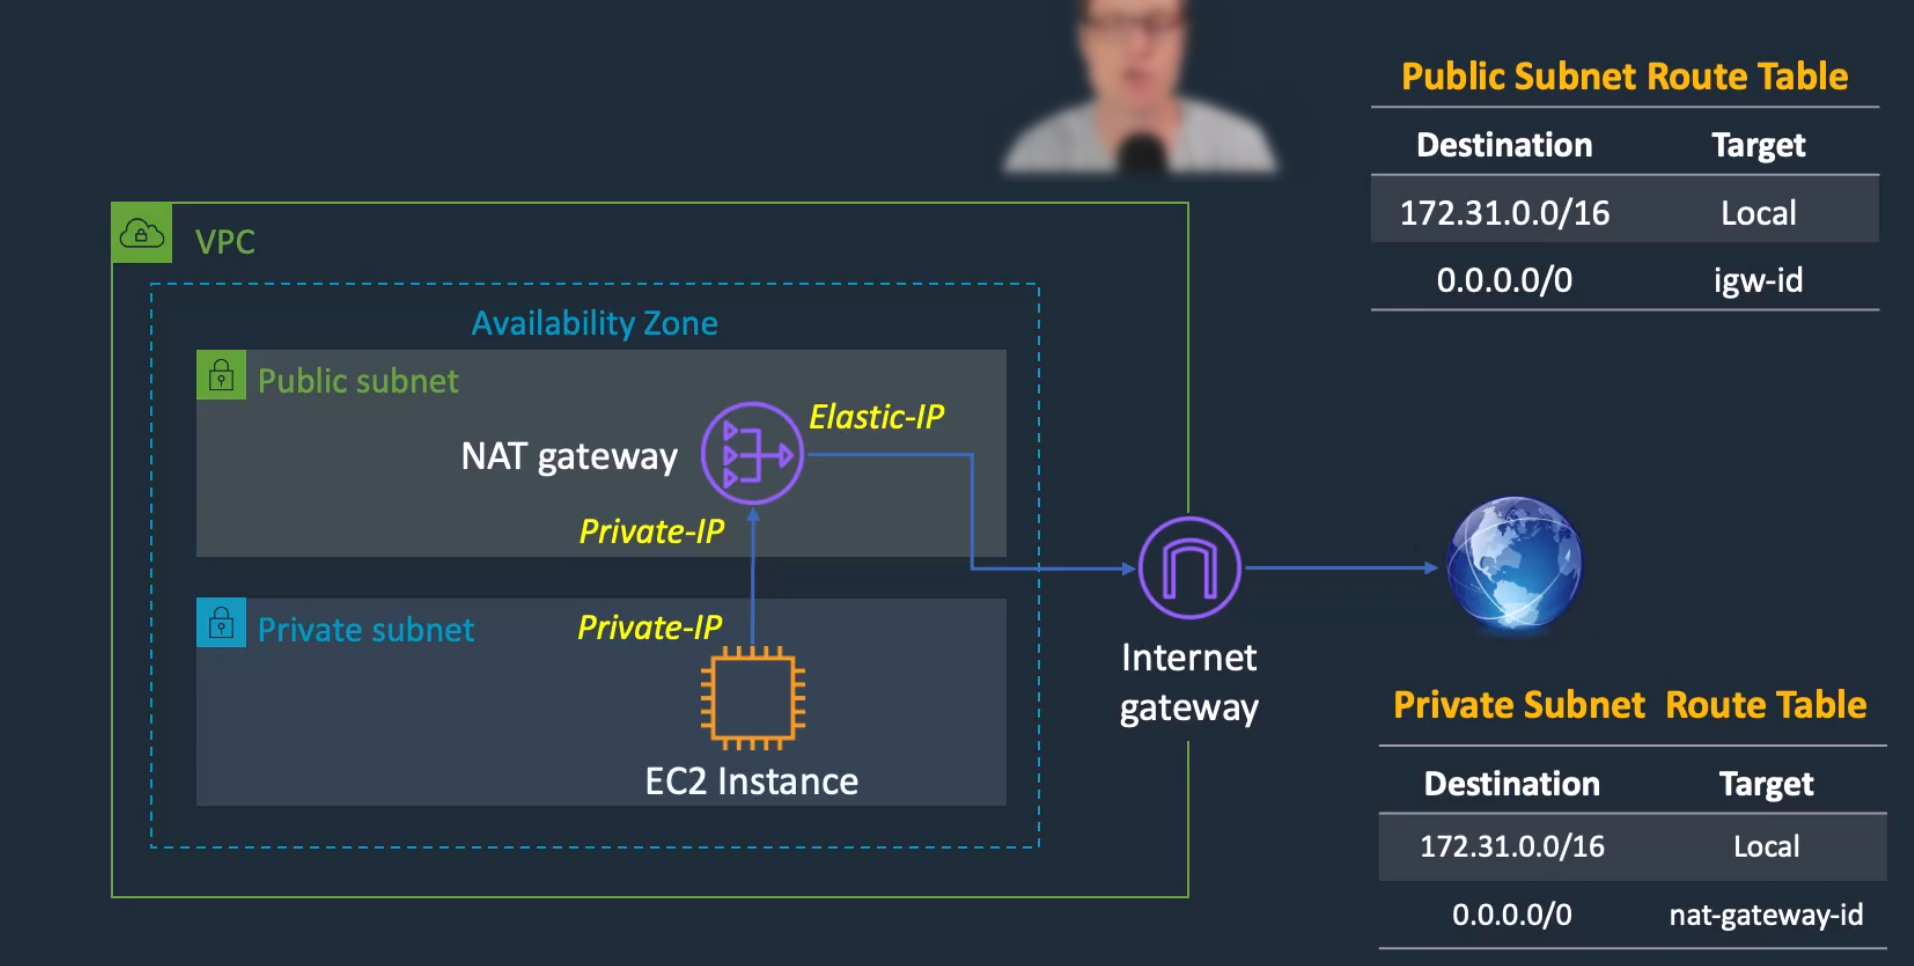 Public Subnet Route Table
Destination Target
172.31.0.0/16 Local
0.0.0.0/0 igw-id
VPC
Availability Zone
Public subnet
Elastic-IP
NAT gateway
Private-IP
Private subnet
Private-IP
EC2 Instance
Internet
gateway
Private Subnet Route Table
Destination Target
172.31.0.0/16 Local
0.0.0.0/0 nat-gateway-id